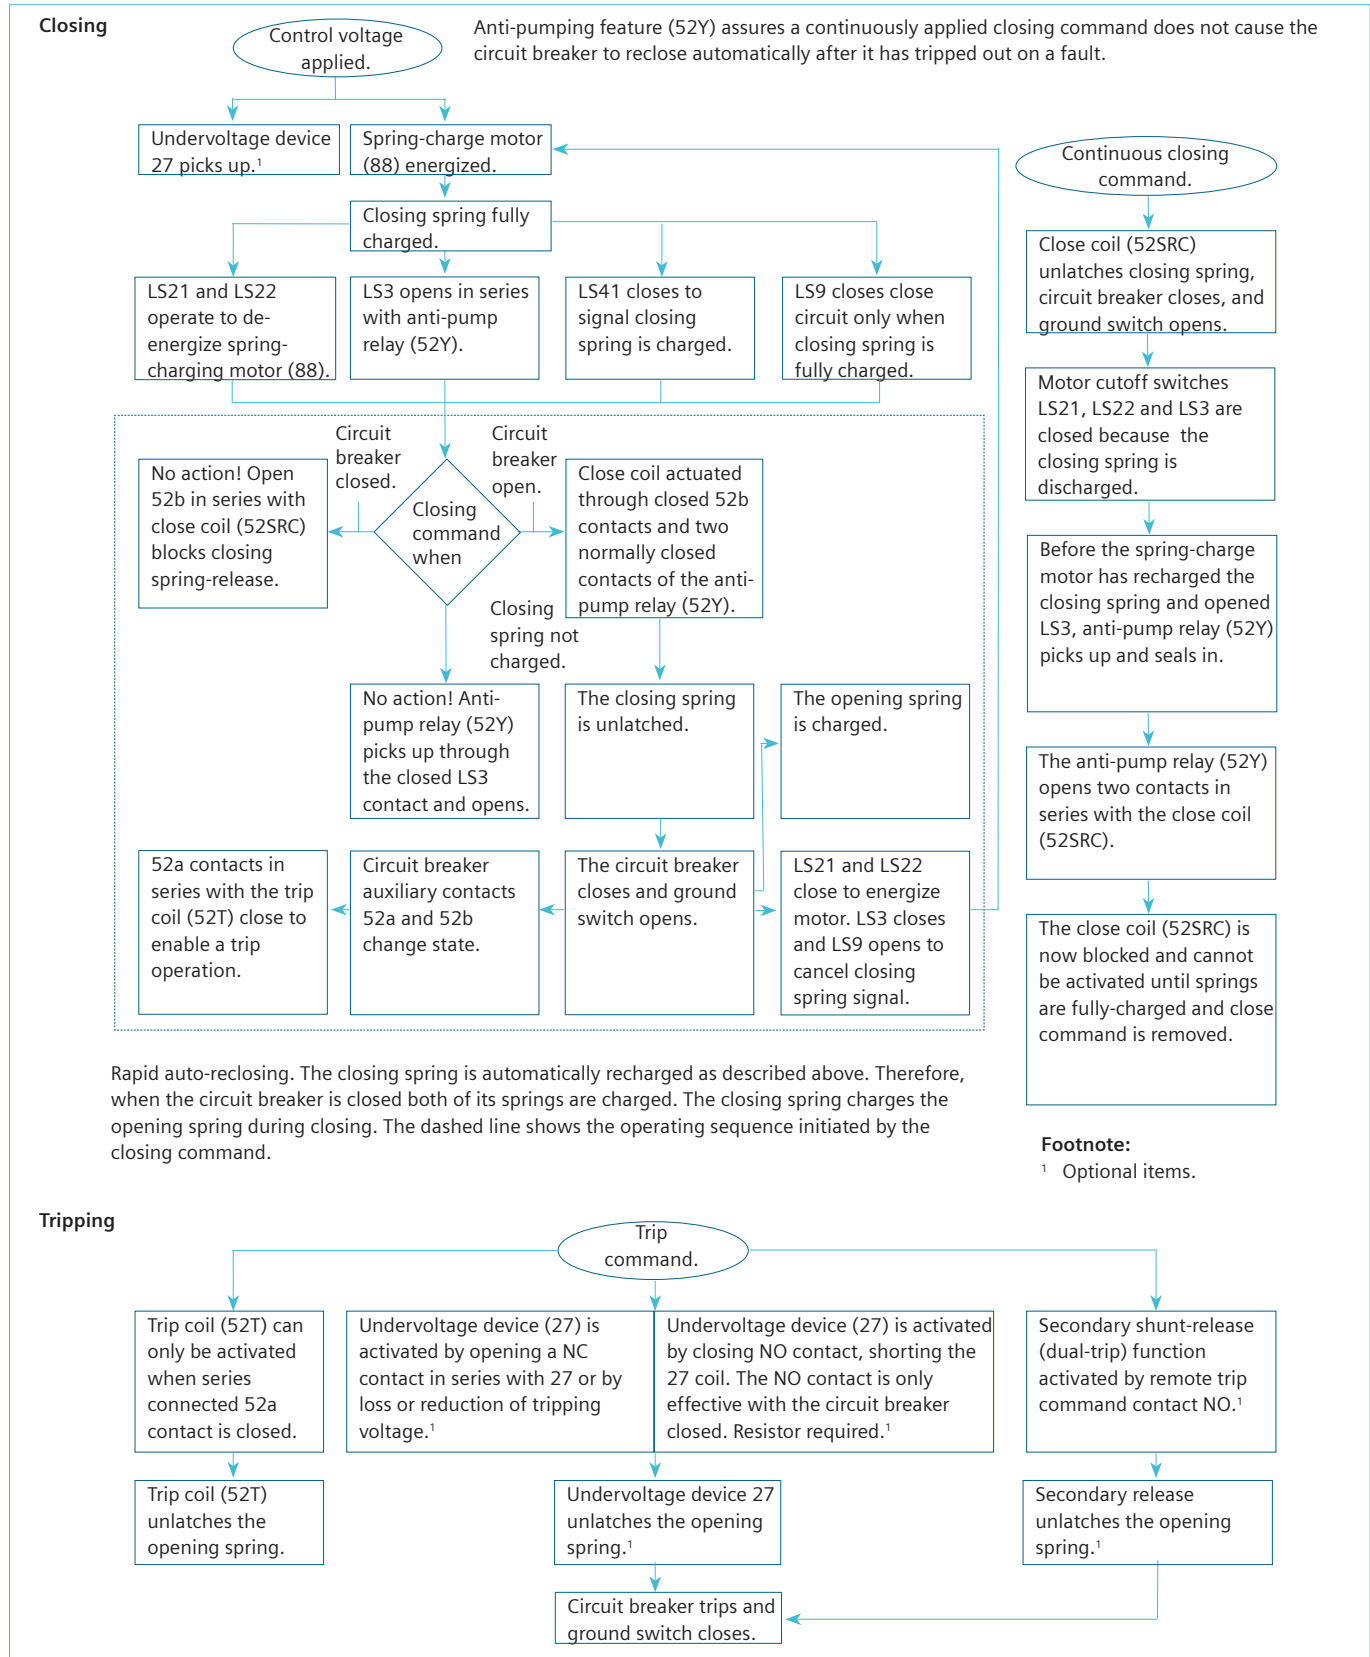 Closing
Control voltage
applied.
Anti-pumping feature (52Y) assures a continuously applied closing command does not cause the
circuit breaker to reclose automatically after it has tripped out on a fault.
Undervoltage device
27 picks up.¹
Spring-charge motor
(88) energized.
Closing spring fully
charged.
LS21 and LS22
operate to de-
energize spring-
charging motor (88).
LS3 opens in series
with anti-pump
relay (52Y).
LS41 closes to
signal closing
spring is charged.
LS9 closes close
circuit only when
closing spring is
fully charged.
Circuit
breaker
closed.
Circuit
breaker
open.
No action! Open
52b in series with
close coil (52SRC)
blocks closing
spring-release.
Closing
command
when
Close coil actuated
through closed 52b
contacts and two
normally closed
contacts of the anti-
pump relay (52Y).
Closing
spring not
charged.
No action! Anti-
pump relay (52Y)
picks up through
the closed LS3
contact and opens.
The closing spring
is unlatched.
The opening spring
is charged.
52a contacts in
series with the trip
coil (52T) close to
enable a trip
operation.
Circuit breaker
auxiliary contacts
52a and 52b
change state.
The circuit breaker
closes and ground
switch opens.
LS21 and LS22
close to energize
motor. LS3 closes
and LS9 opens to
cancel closing
spring signal.
Continuous closing
command.
Close coil (52SRC)
unlatches closing spring,
circuit breaker closes, and
ground switch opens.
Motor cutoff switches
LS21, LS22 and LS3 are
closed because the
closing spring is
discharged.
Before the spring-charge
motor has recharged the
closing spring and opened
LS3, anti-pump relay (52Y)
picks up and seals in.
The anti-pump relay (52Y)
opens two contacts in
series with the close coil
(52SRC).
The close coil (52SRC) is
now blocked and cannot
be activated until springs
are fully-charged and close
command is removed.
Rapid auto-reclosing. The closing spring is automatically recharged as described above. Therefore,
when the circuit breaker is closed both of its springs are charged. The closing spring charges the
opening spring during closing. The dashed line shows the operating sequence initiated by the
closing command.
Footnote:
¹ Optional items.
Tripping
Trip
command.
Trip coil (52T) can
only be activated
when series
connected 52a
contact is closed.
Undervoltage device (27) is
activated by opening a NC
contact in series with 27 or by
loss or reduction of tripping
voltage.¹
Undervoltage device (27) is activated
by closing NO contact, shorting the
27 coil. The NO contact is only
effective with the circuit breaker
closed. Resistor required.¹
Secondary shunt-release
(dual-trip) function
activated by remote trip
command contact NO.¹
Trip coil (52T)
unlatches the
opening spring.
Undervoltage device 27
unlatches the opening
spring.¹
Secondary release
unlatches the opening
spring.¹
Circuit breaker trips and
ground switch closes.